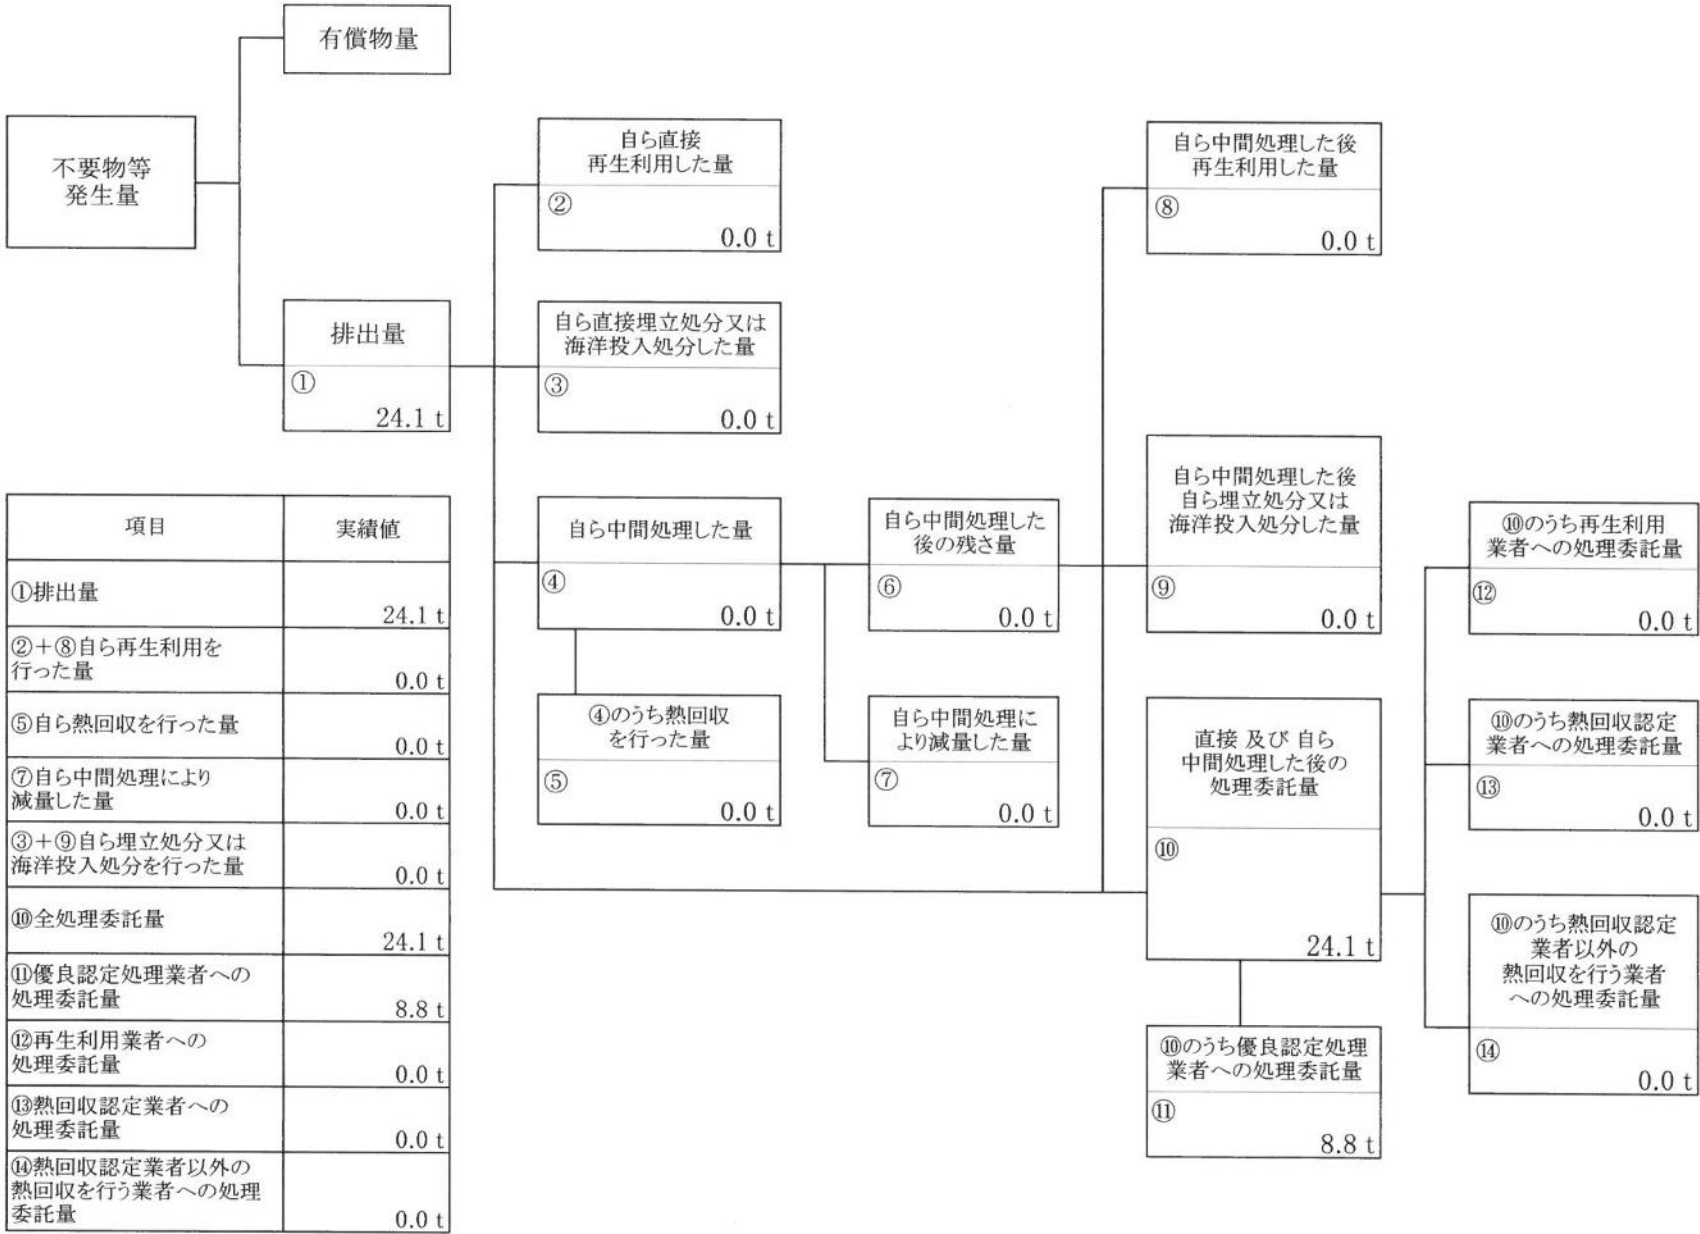 有償物量
不要物等
発生量
排出量
①
24.1 t
自ら直接
再生利用した量
②
0.0 t
自ら直接埋立処分又は
海洋投入処分した量
③
0.0 t
自ら中間処理した量
④
0.0 t
④のうち熱回収
を行った量
⑤
0.0 t
自ら中間処理した
後の残さ量
⑥
0.0 t
自ら中間処理に
より減量した量
⑦
0.0 t
自ら中間処理した後
再生利用した量
⑧
0.0 t
自ら中間処理した後
自ら埋立処分又は
海洋投入処分した量
⑨
0.0 t
直接 及び 自ら
中間処理した後の
処理委託量
⑩
24.1 t
⑩のうち優良認定処理
業者への処理委託量
⑪
8.8 t
⑩のうち再生利用
業者への処理委託量
⑫
0.0 t
⑩のうち熱回収認定
業者への処理委託量
⑬
0.0 t
⑩のうち熱回収認定
業者以外の
熱回収を行う業者
への処理委託量
⑭
0.0 t
項目 実績値
①排出量
24.1 t
②＋⑧自ら再生利用を
行った量
0.0 t
⑤自ら熱回収を行った量
0.0 t
⑦自ら中間処理により
減量した量
0.0 t
③＋⑨自ら埋立処分又は
海洋投入処分を行った量
0.0 t
⑩全処理委託量
24.1 t
⑪優良認定処理業者への
処理委託量
8.8 t
⑫再生利用業者への
処理委託量
0.0 t
⑬熱回収認定業者への
処理委託量
0.0 t
⑭熱回収認定業者以外の
熱回収を行う業者への処理
委託量
0.0 t